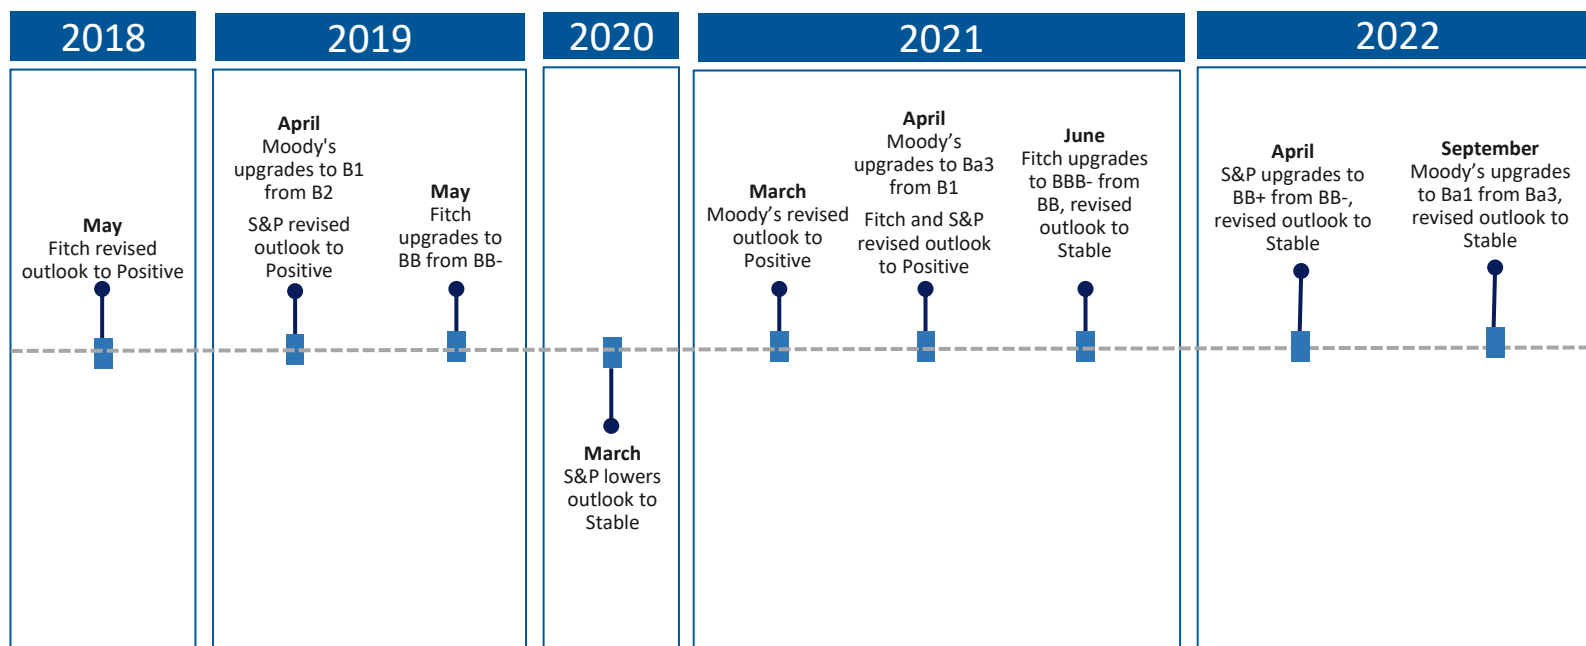 2018
May
Fitch revised
outlook to Positive
2019
April
Moody's
upgrades to B1
from B2
S&P revised
outlook to
Positive
May
Fitch
upgrades to
BB from BB-
2020
March
S&P lowers
outlook to
Stable
2021
March
Moody’s revised
outlook to
Positive
April
Moody’s
upgrades to Ba3
from B1
Fitch and S&P
revised outlook
to Positive
June
Fitch upgrades
to BBB- from
BB, revised
outlook to
Stable
2022
April
S&P upgrades to
BB+ from BB-,
revised outlook to
Stable
September
Moody’s upgrades
to Ba1 from Ba3,
revised outlook to
Stable